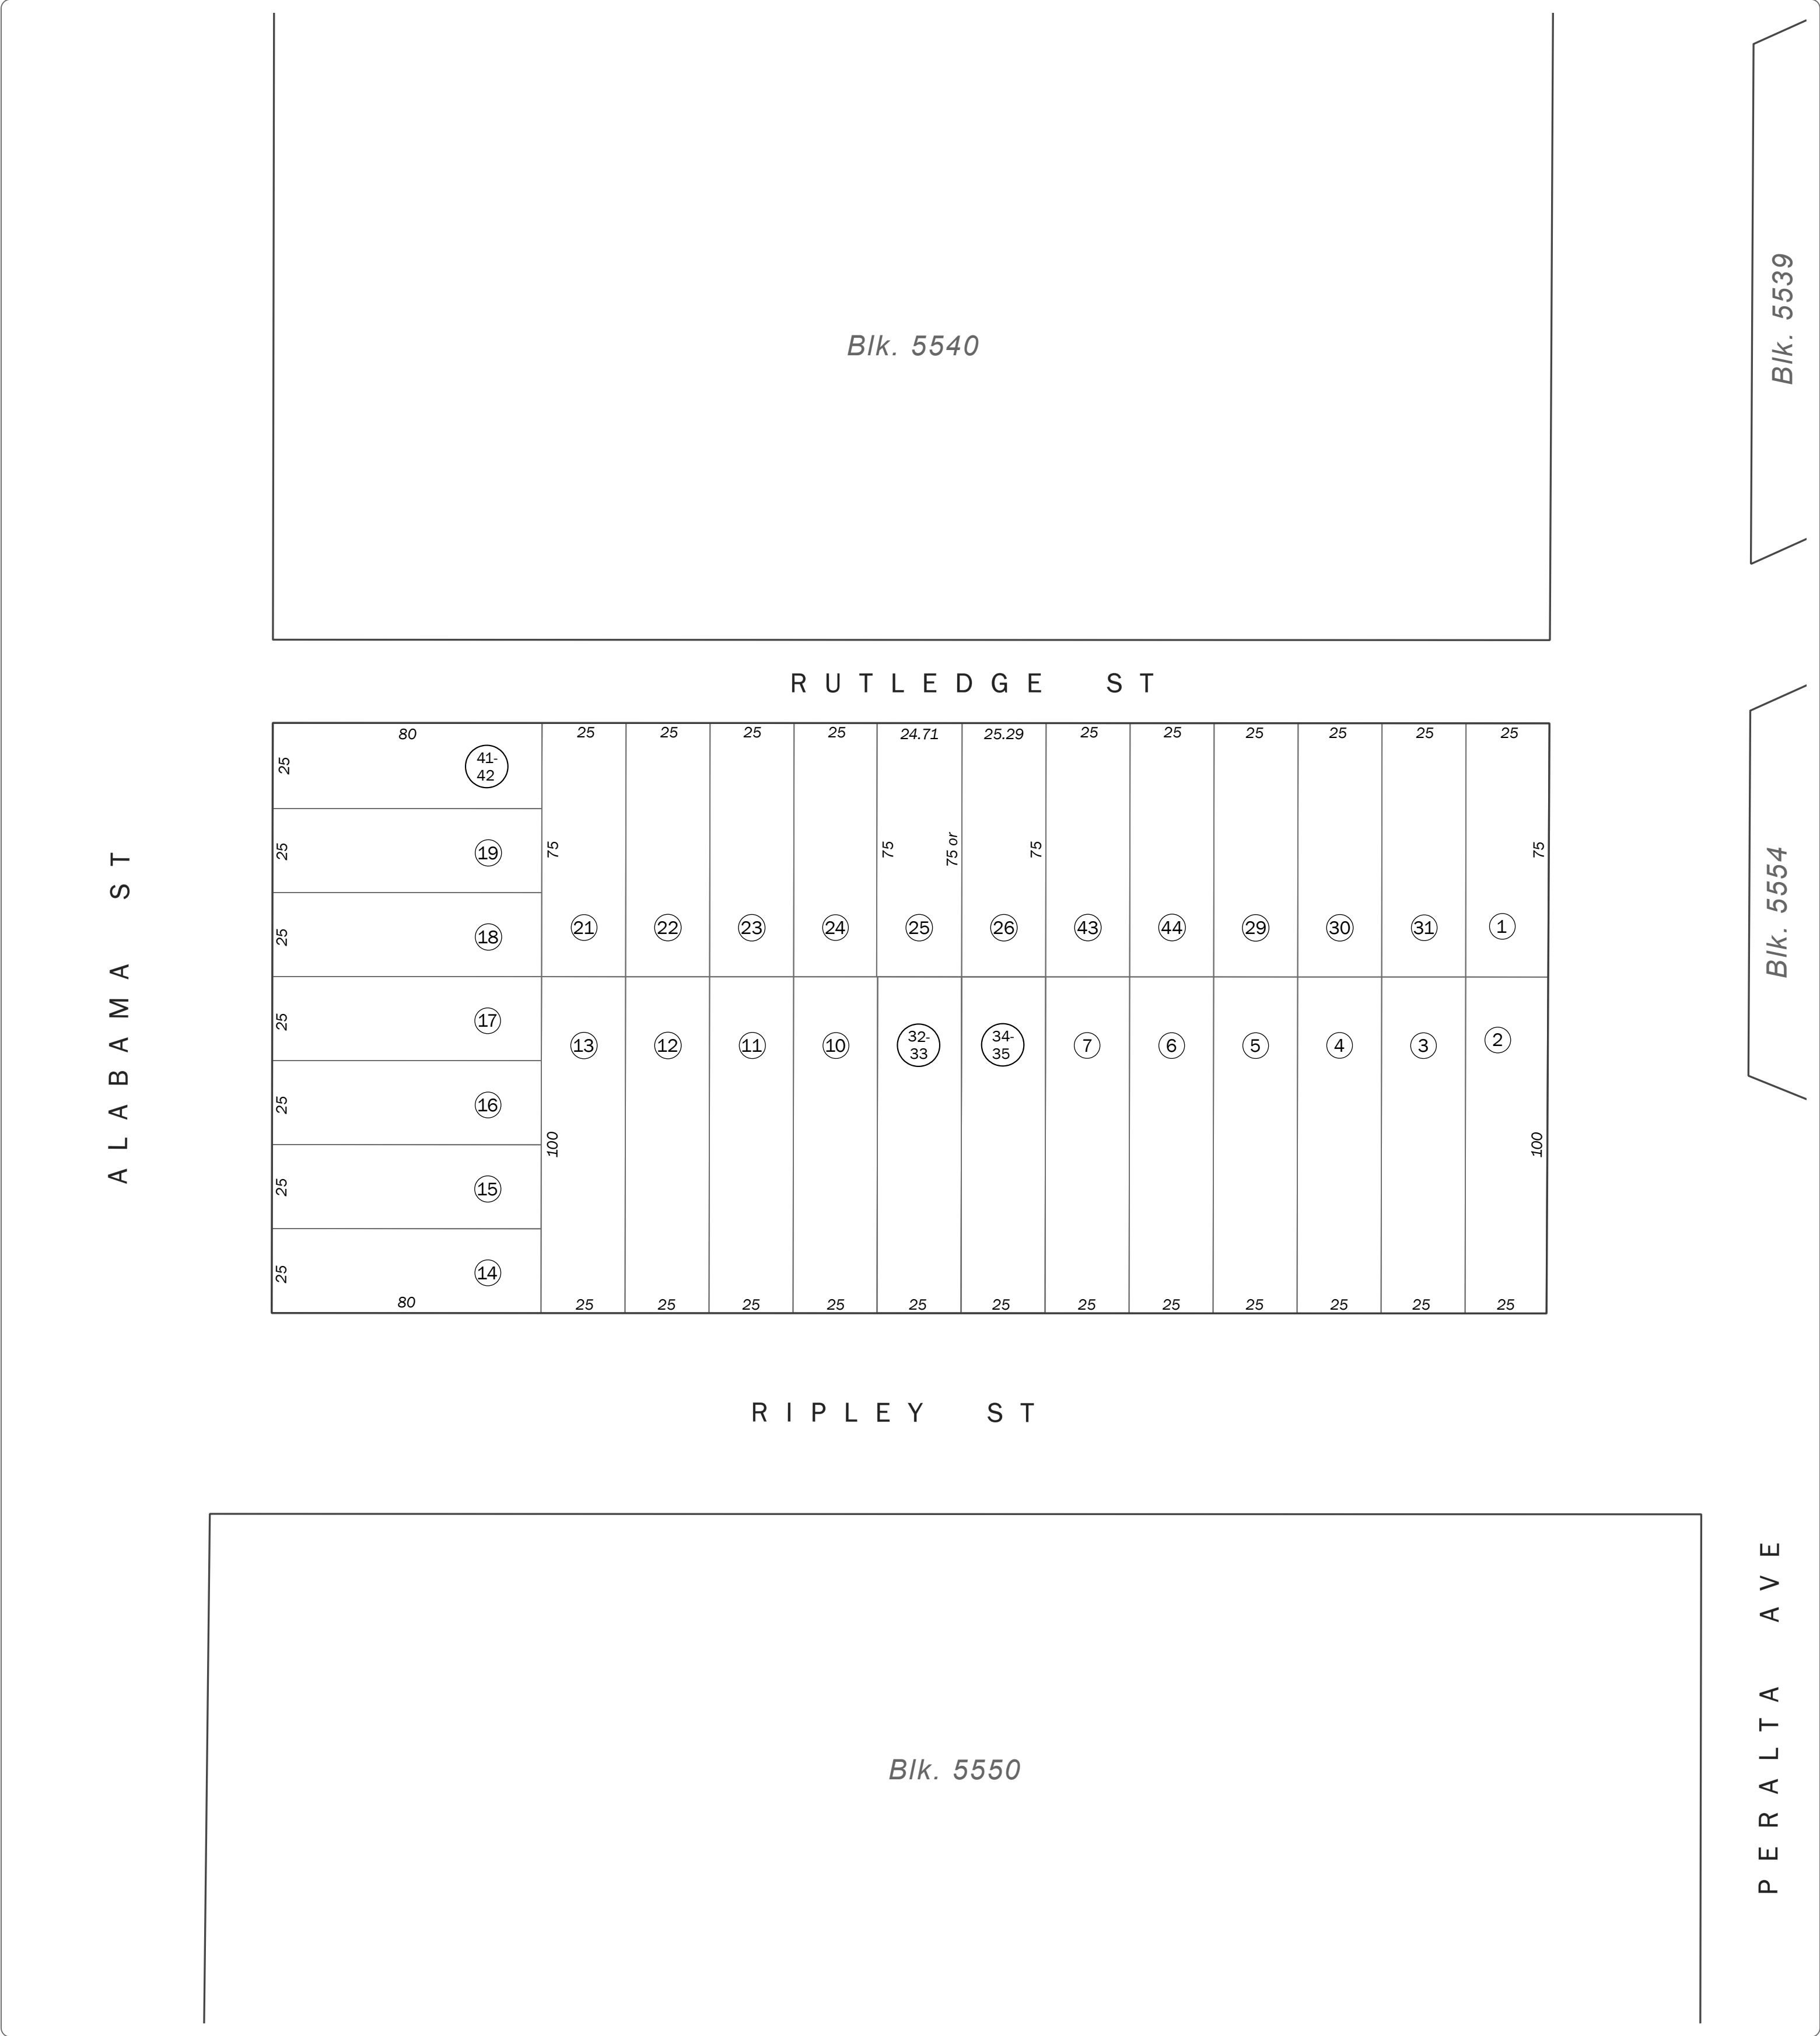 Blk. 5539
Blk. 5540
RUTLEDGE ST
80 25 25 25 25 24.71 25.29 25 25 25 25 25 25
25
41-
42
25 19 75 75 75 or 75 75
Blk. 5554
ALABAMA ST
25 18 21 22 23 24 25 26 43 44 29 30 31 1
25 17 13 12 11 10 32-
33
34-
35
7 6 5 4 3 2
25 16
100 100
25 15
25 14
80 25 25 25 25 25 25 25 25 25 25 25 25
RIPLEY ST
PERALTA AVE
Blk. 5550